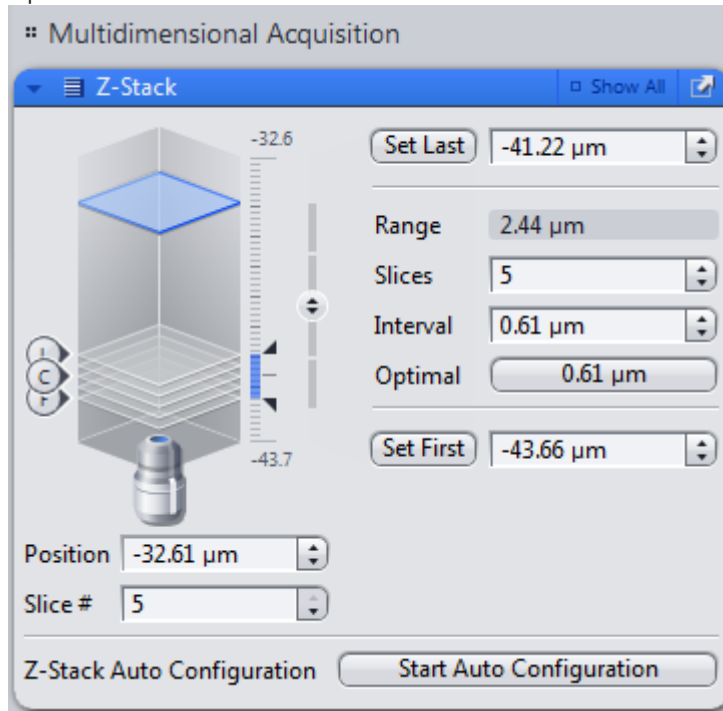 Multidimensional Acquisition
Z-Stack
Show All
-32.6
Set Last -41.22 µm
Range 2.44 µm
Slices 5
Interval 0.61 µm
C
Optimal 0.61 µm
Set First -43.66 µm
-43.7
Position -32.61 µm
Slice # 5
Z-Stack Auto Configuration Start Auto Configuration